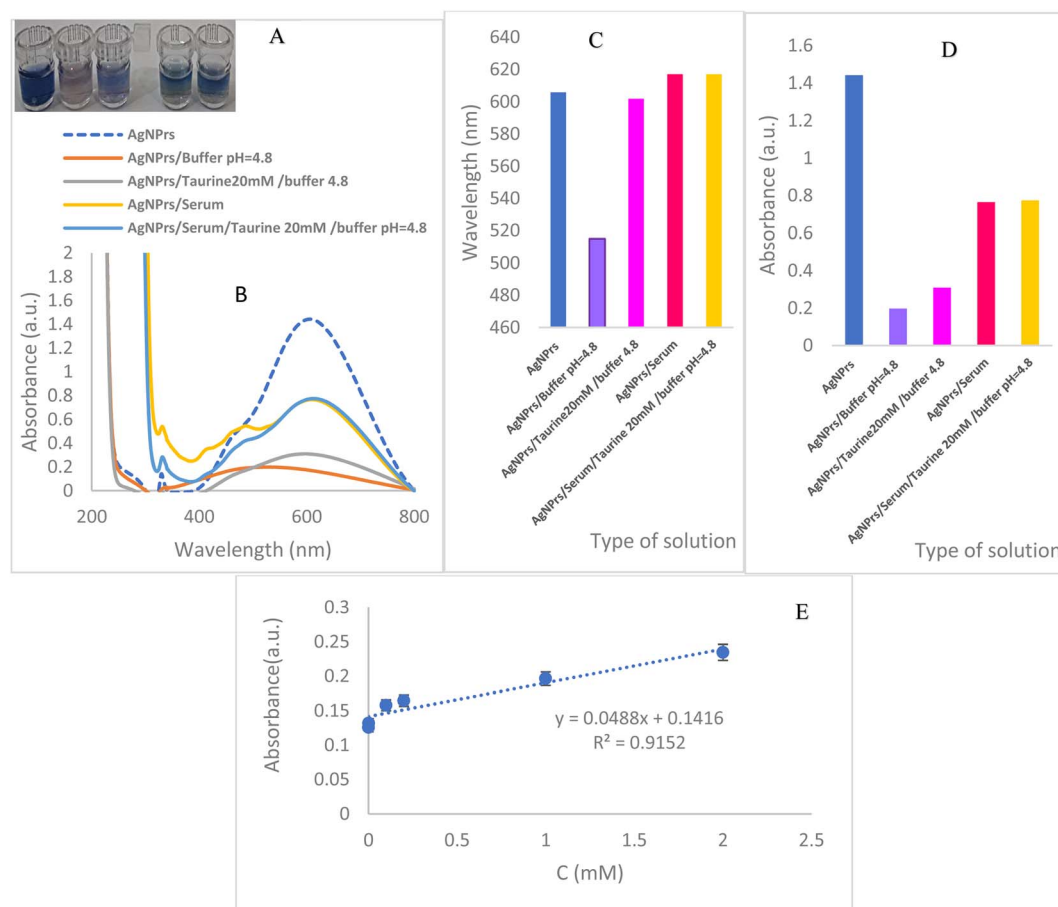 A
AgNPrs
AgNPrs/Buffer pH=4.8
AgNPrs/Taurine20mM /buffer 4.8
AgNPrs/Serum
AgNPrs/Serum/Taurine 20mM /buffer pH=4.8
B
Absorbance (a.u.)
2
1.8
1.6
1.4
1.2
1
0.8
0.6
0.4
0.2
0
200
400
600
800
Wavelength (nm)
C
Wavelength (nm)
640
620
600
580
560
540
520
500
480
460
AgNPrs
AgNPrs/Buffer pH=4.8
AgNPrs/Taurine20mM /buffer 4.8
AgNPrs/Serum
AgNPrs/Serum/Taurine 20mM /buffer pH=4.8
Type of solution
D
Absorbance (a.u.)
1.6
1.4
1.2
1
0.8
0.6
0.4
0.2
0
AgNPrs
AgNPrs/Buffer pH=4.8
AgNPrs/Taurine20mM /buffer 4.8
AgNPrs/Serum
AgNPrs/Serum/Taurine 20mM /buffer pH=4.8
Type of solution
E
Absorbance(a.u.)
0.3
0.25
0.2
0.15
0.1
0.05
0
y = 0.0488x + 0.1416
R² = 0.9152
0
0.5
1
1.5
2
2.5
C (mM)